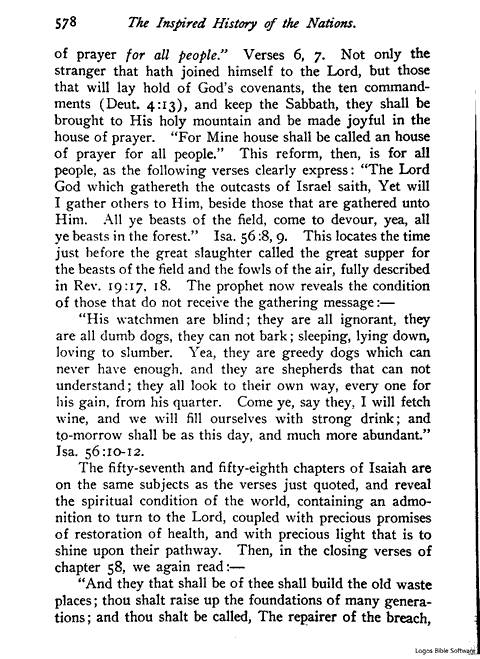 578 The Inspired History of the Nations.
of prayer for all people." Verses 6, 7. Not only the
stranger that hath joined himself to the Lord, but those
that will lay hold of God's covenants, the ten command-
ments (Deut. 4:13), and keep the Sabbath, they shall be
brought to His holy mountain and be made joyful in the
house of prayer. "For Mine house shall be called an house
of prayer for all people." This reform, then, is for all
people, as the following verses clearly express: "The Lord
God which gathereth the outcasts of Israel saith, Yet will
I gather others to Him, beside those that are gathered unto
Him. All ye beasts of the field, come to devour, yea, all
ye beasts in the forest." Isa. 56:8, 9. This locates the time
just before the great slaughter called the great supper for
the beasts of the field and the fowls of the air, fully described
in Rev. 19:17, 18. The prophet now reveals the condition
of those that do not receive the gathering message:—
"His watchmen are blind; they are all ignorant, they
are all dumb dogs, they can not bark; sleeping, lying down,
loving to slumber. Yea, they are greedy dogs which can
never have enough, and they are shepherds that can not
understand; they all look to their own way, every one for
his gain, from his quarter. Come ye, say they, I will fetch
wine, and we will fill ourselves with strong drink; and
to-morrow shall be as this day, and much more abundant."
Isa. 56:10-12.
The fifty-seventh and fifty-eighth chapters of Isaiah are
on the same subjects as the verses just quoted, and reveal
the spiritual condition of the world, containing an admo-
nition to turn to the Lord, coupled with precious promises
of restoration of health, and with precious light that is to
shine upon their pathway. Then, in the closing verses of
chapter 58, we again read:—
"And they that shall be of thee shall build the old waste
places; thou shalt raise up the foundations of many genera-
tions; and thou shalt be called, The repairer of the breach,
Logos Bible Software